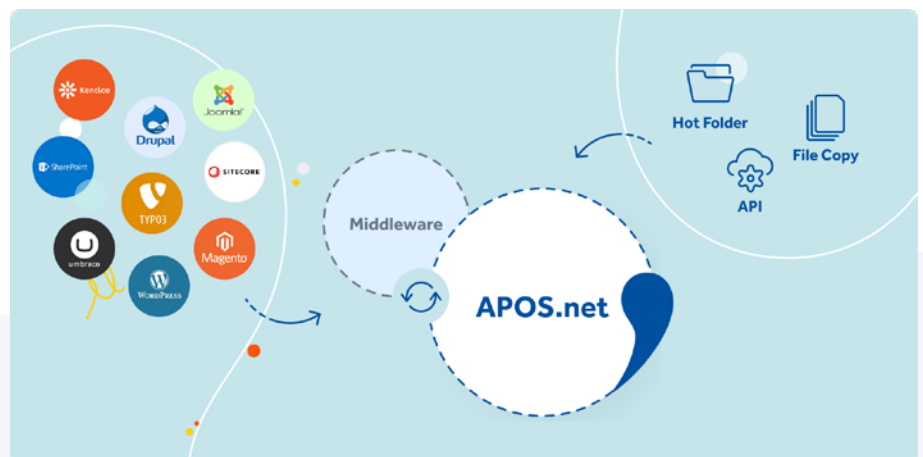 Kentico
Joomla!
Drupal
SharePoint
SITECORE
TYPO3
umbraco
Magento
WORDPRESS
Middleware
APOS.net
Hot Folder
File Copy
API